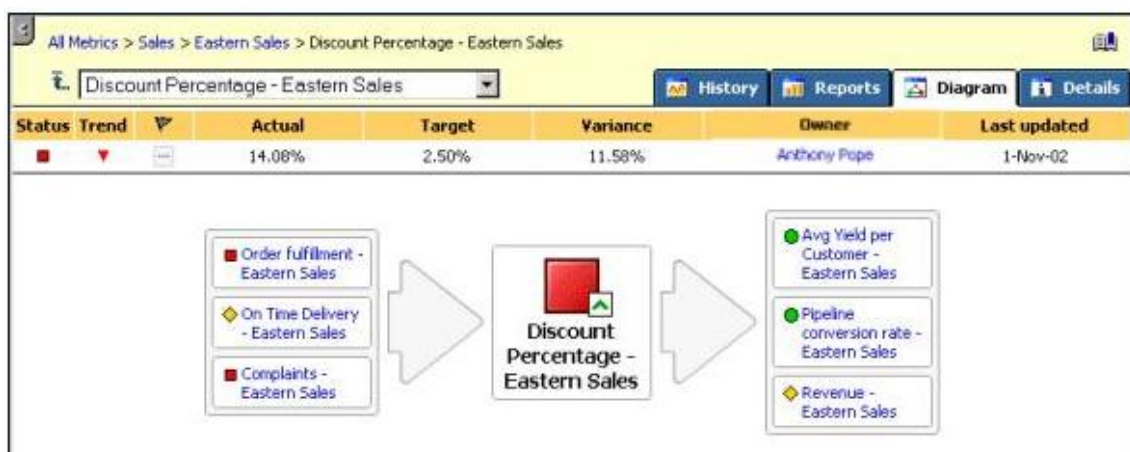 All Metrics > Sales > Eastern Sales > Discount Percentage - Eastern Sales
Discount Percentage - Eastern Sales
History Reports Diagram Details
Status Trend Actual Target Variance Owner Last updated
14.08% 2.50% 11.58% Anthony Pope 1-Nov-02
Order fulfillment -
Eastern Sales
On Time Delivery
- Eastern Sales
Complaints -
Eastern Sales
Discount
Percentage -
Eastern Sales
Avg Yield per
Customer -
Eastern Sales
Pipeline
conversion rate -
Eastern Sales
Revenue -
Eastern Sales